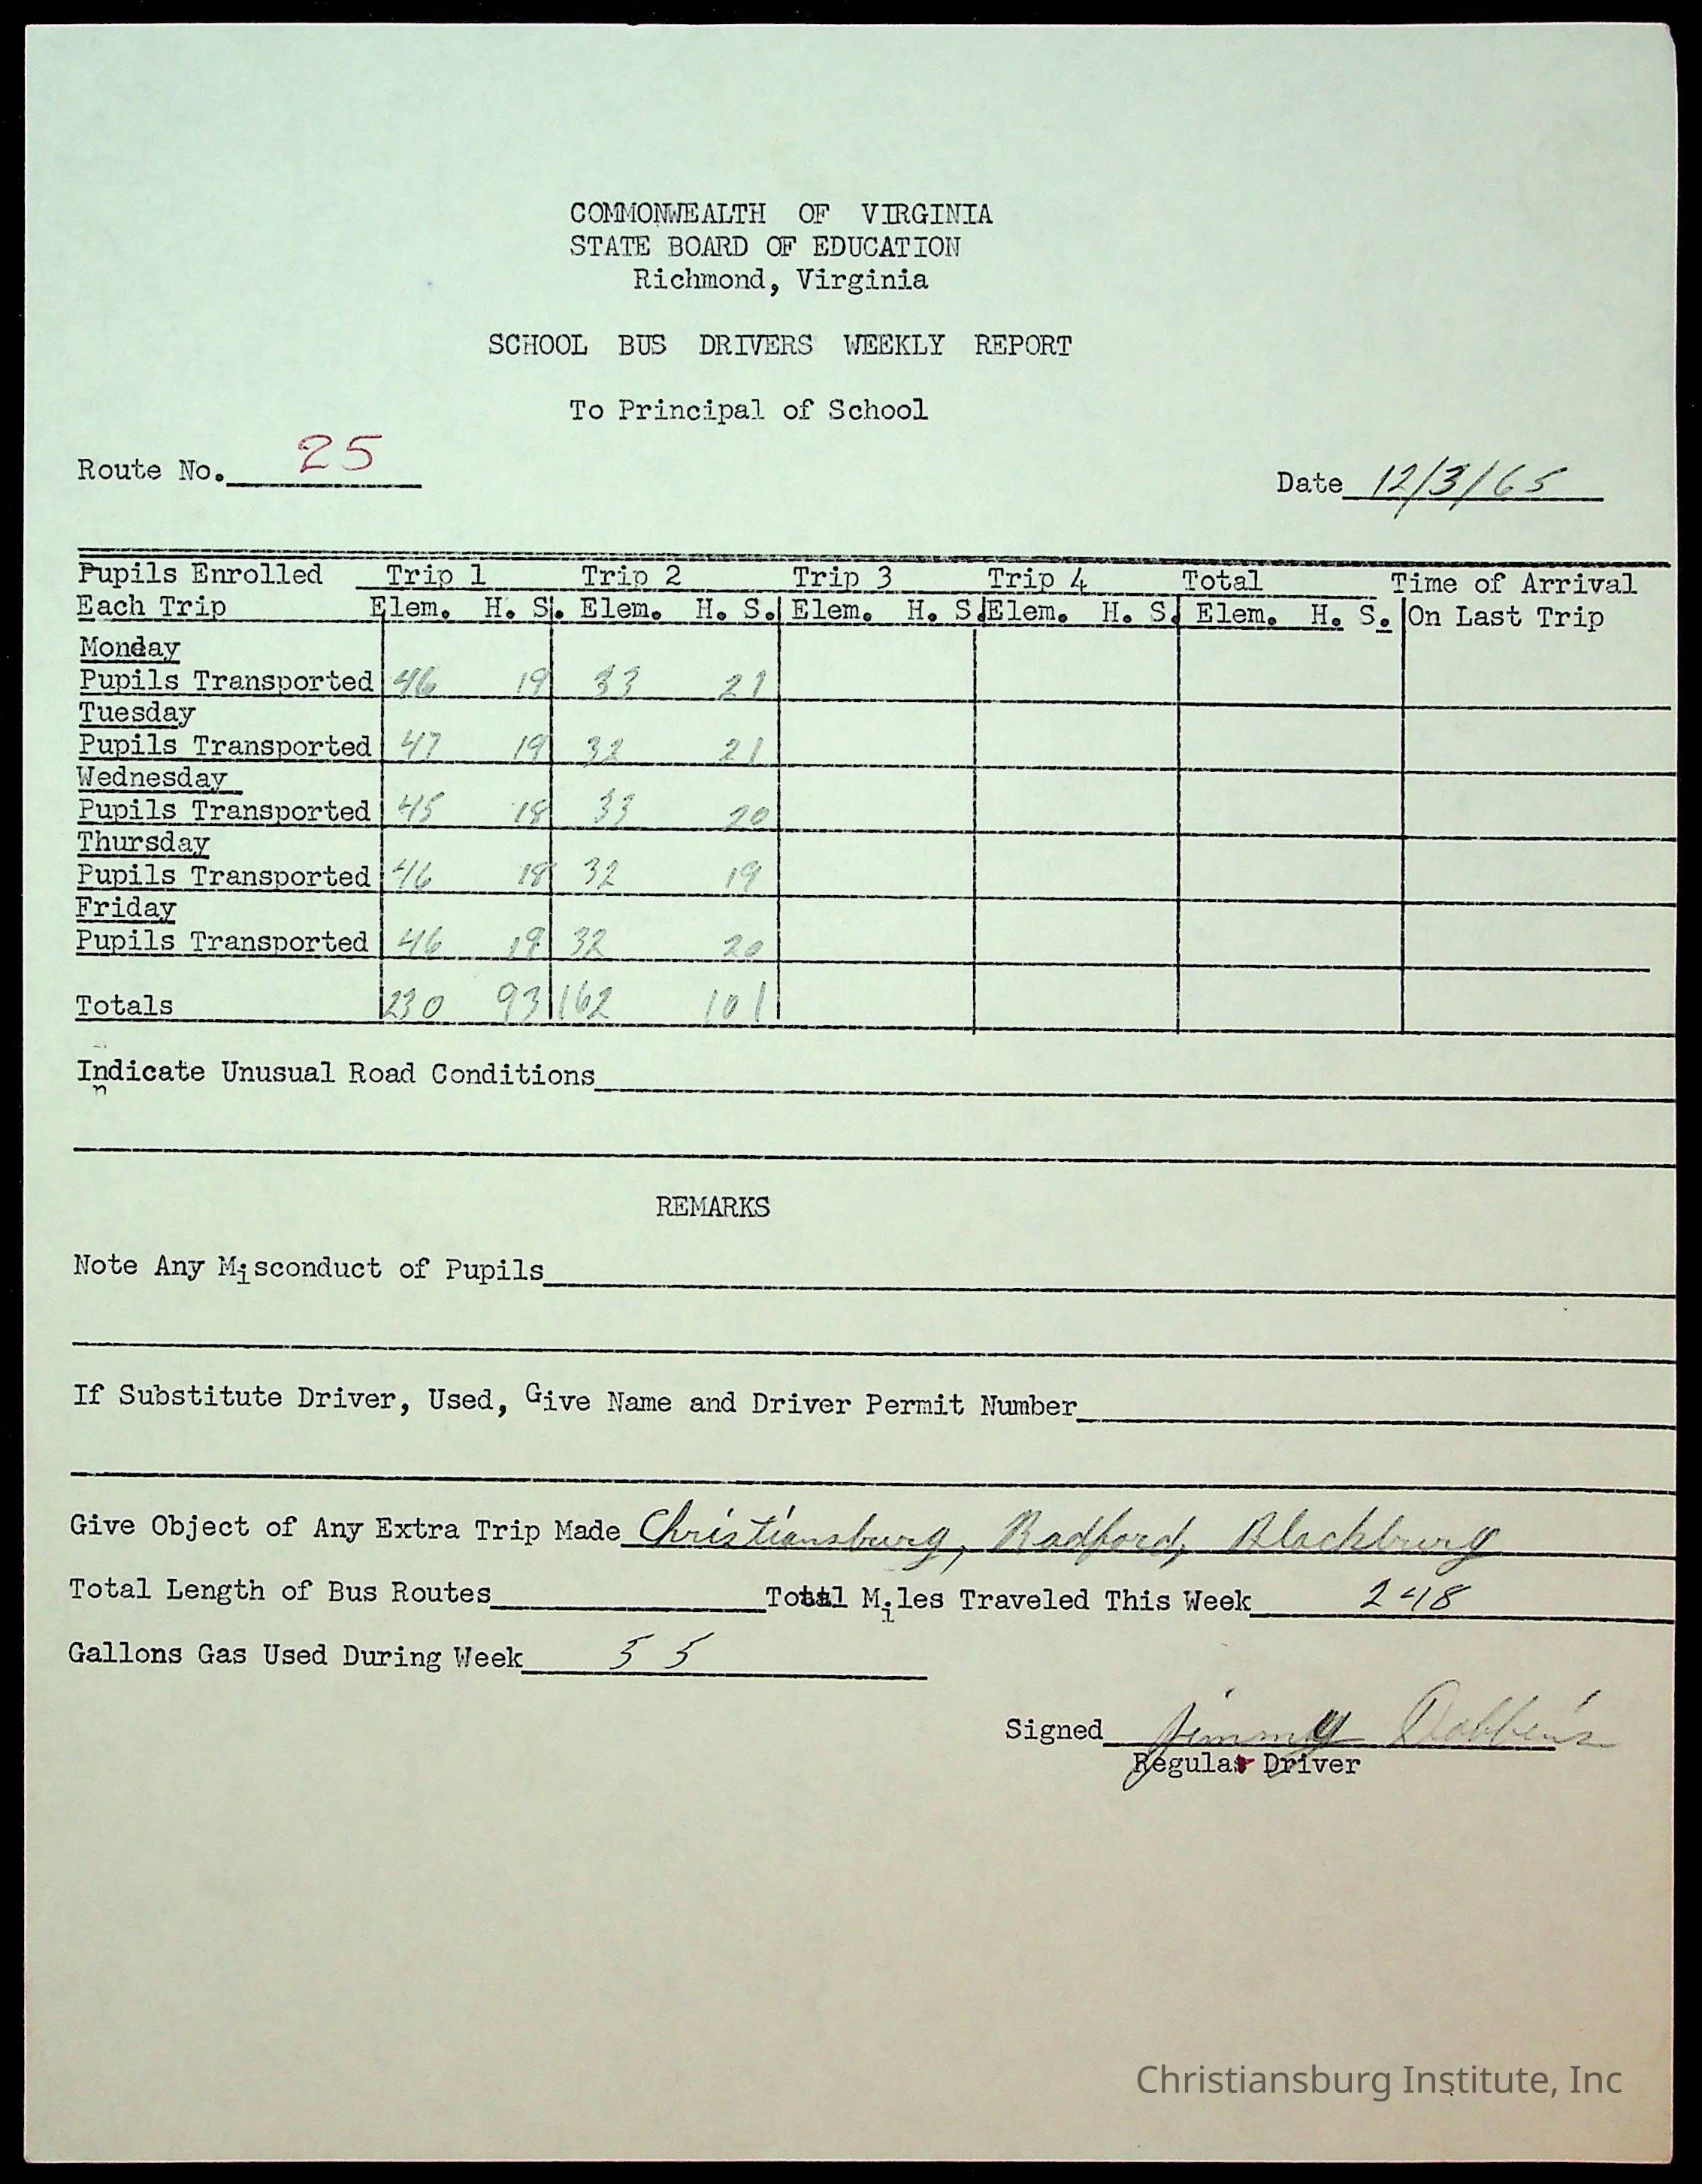 COMMONWEALTH OF VIRGINIA
STATE BOARD OF EDUCATION
Richmond, Virginia
SCHOOL BUS DRIVERS WEEKLY REPORT
To Principal of School
Route No. 25
Date 12/3/65
Pupils Enrolled Trip 1 Trip 2 Trip 3 Trip 4 Total Time of Arrival
Each Trip Elem. H. S. Elem. H. S. Elem. H. S. Elem. H. S. Elem. H. S. On Last Trip
Monday
Pupils Transported 46 19 33 21
Tuesday
Pupils Transported 47 19 32 21
Wednesday
Pupils Transported 45 18 33 20
Thursday
Pupils Transported 46 18 32 19
Friday
Pupils Transported 46 19 32 20
Totals 230 93 162 101
Indicate Unusual Road Conditions
REMARKS
Note Any Misconduct of Pupils
If Substitute Driver, Used, Give Name and Driver Permit Number
Give Object of Any Extra Trip Made Christiansburg, Radford, Blackburg
Total Length of Bus Routes Total Miles Traveled This Week 248
Gallons Gas Used During Week 55
Signed Jimmy Dobbins
Regular Driver
Christiansburg Institute, Inc